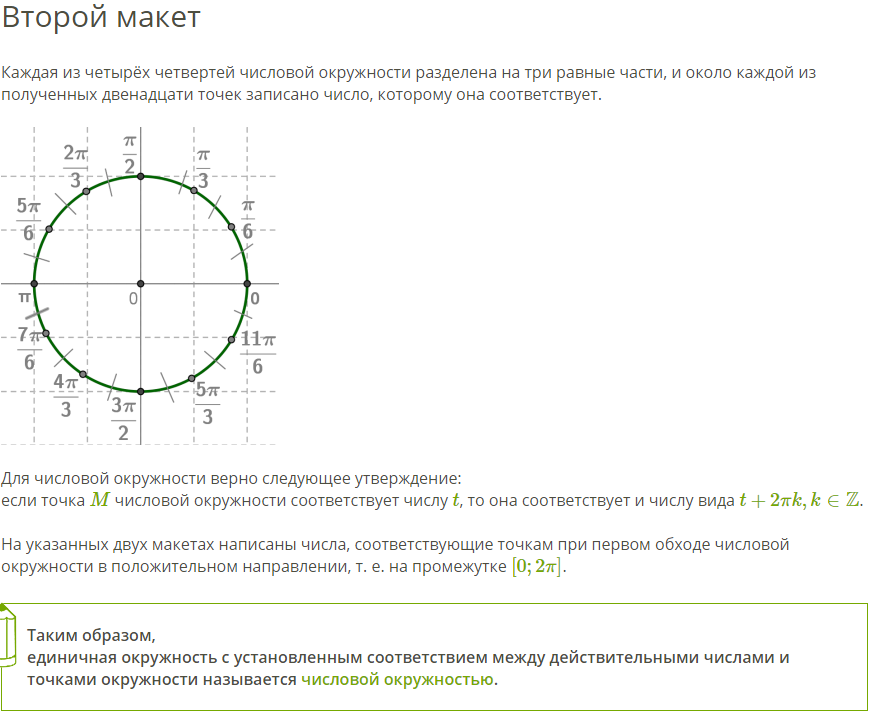 Второй макет
Каждая из четырёх четвертей числовой окружности разделена на три равные части, и около каждой из
полученных двенадцати точек записано число, которому она соответствует.
π/2
2π/3
π/3
5π/6
π/6
π
0
0
7π/6
11π/6
4π/3
5π/3
3π/2
Для числовой окружности верно следующее утверждение:
если точка M числовой окружности соответствует числу t, то она соответствует и числу вида t + 2πk, k ∈ ℤ.
На указанных двух макетах написаны числа, соответствующие точкам при первом обходе числовой
окружности в положительном направлении, т. е. на промежутке [0; 2π].
Таким образом,
единичная окружность с установленным соответствием между действительными числами и
точками окружности называется числовой окружностью.